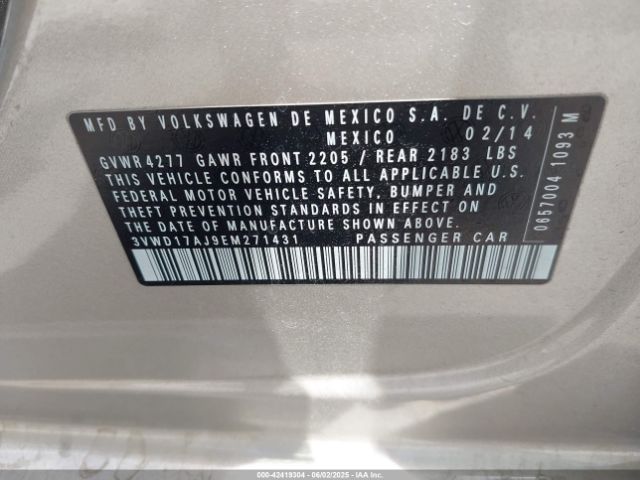 MFD BY VOLKSWAGEN DE MEXICO S.A. DE C.V.
MEXICO 02/14
GVWR 4277 GAWR FRONT 2205 / REAR 2183 LBS
THIS VEHICLE CONFORMS TO ALL APPLICABLE U.S.
FEDERAL MOTOR VEHICLE SAFETY, BUMPER AND
THEFT PREVENTION STANDARDS IN EFFECT ON
THE DATE OF MANUFACTURE SHOWN ABOVE.
3VWD17AJ9EM271431 PASSENGER CAR
0657004 1093 M
000-42419304 | 06/02/2025 - IAAI.COM